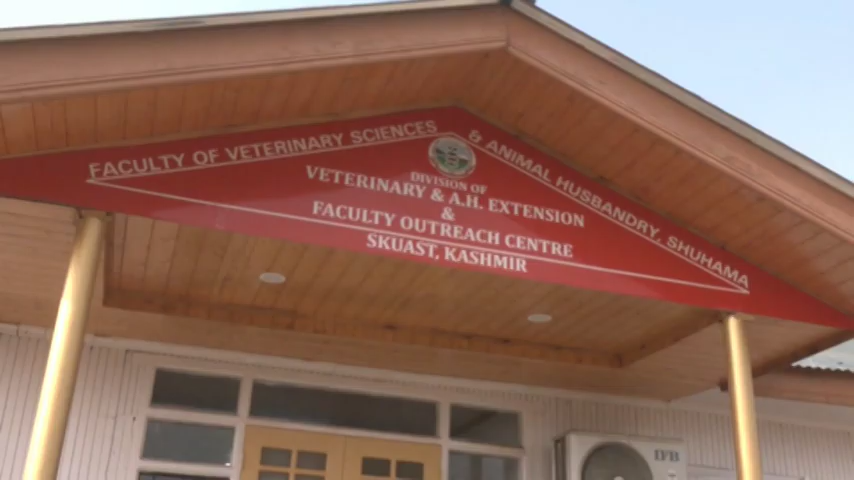 FACULTY OF VETERINARY SCIENCES & ANIMAL HUSBANDRY, SHUHAMA
DIVISION OF
VETERINARY & A.H. EXTENSION
&
FACULTY OUTREACH CENTRE
SKUAST, KASHMIR
IFB